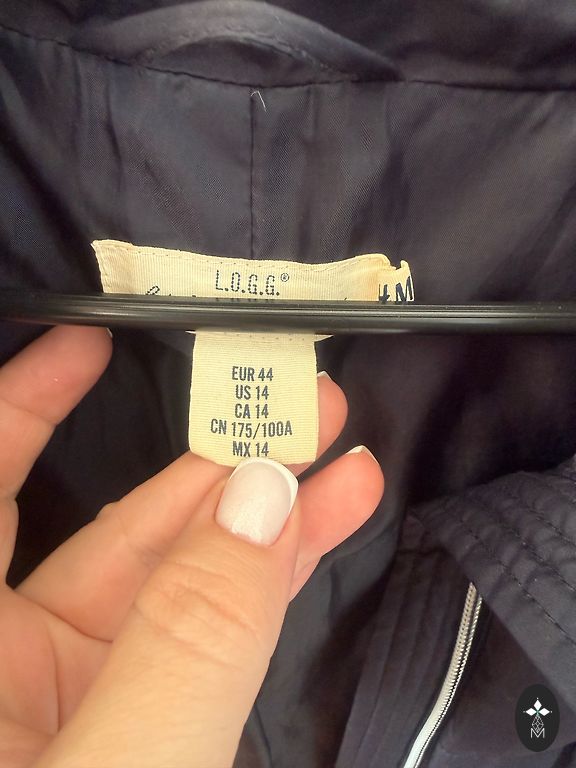 L.O.G.G.®
EUR 44
US 14
CA 14
CN 175/100A
MX 14
M